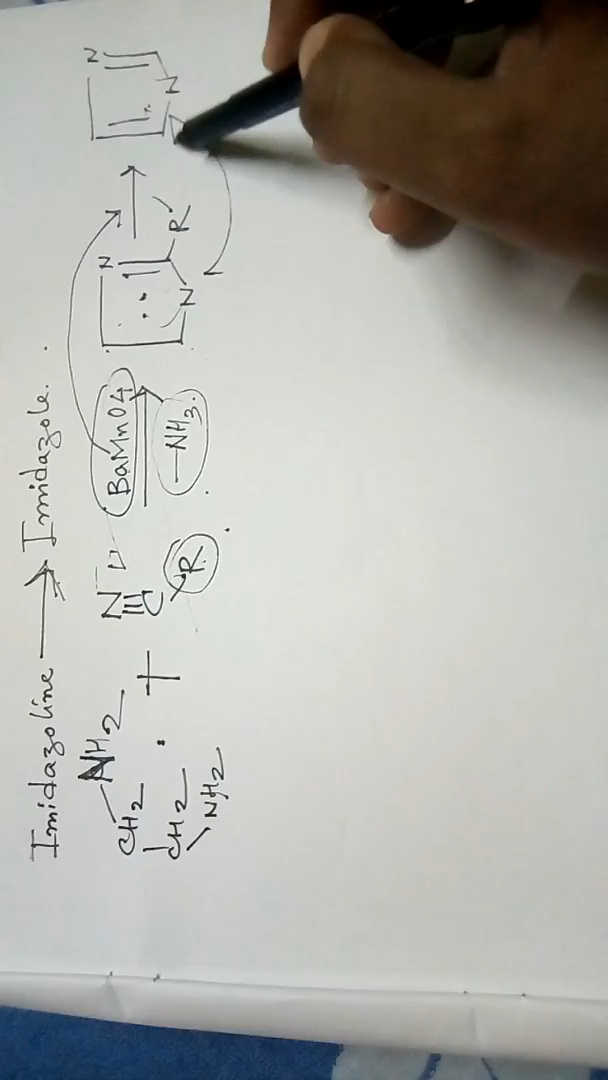 Imidazoline → Imidazole.
CH2 NH2
CH2 NH2
+
N≡C R
BaMnO4
-NH3.
N N R
N N